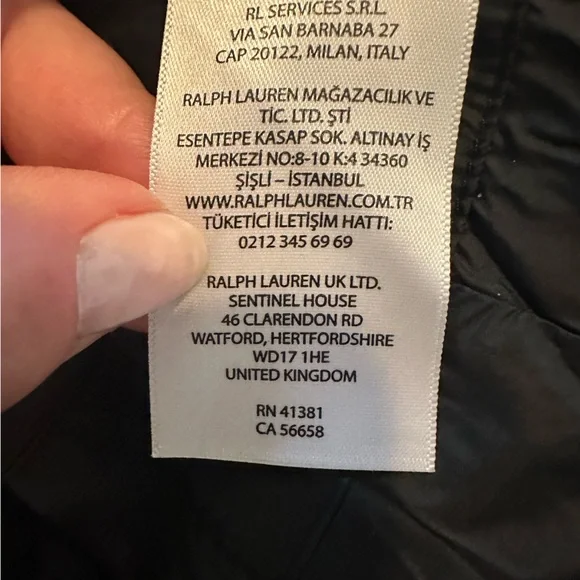 RL SERVICES S.R.L.
VIA SAN BARNABA 27
CAP 20122, MILAN, ITALY
RALPH LAUREN MAĞAZACILIK VE
TİC. LTD. ŞTİ
ESENTEPE KASAP SOK. ALTINAY İŞ
MERKEZİ NO:8-10 K:4 34360
ŞİŞLİ – İSTANBUL
WWW.RALPHLAUREN.COM.TR
TÜKETİCİ İLETİŞİM HATTI:
0212 345 69 69
RALPH LAUREN UK LTD.
SENTINEL HOUSE
46 CLARENDON RD
WATFORD, HERTFORDSHIRE
WD17 1HE
UNITED KINGDOM
RN 41381
CA 56658